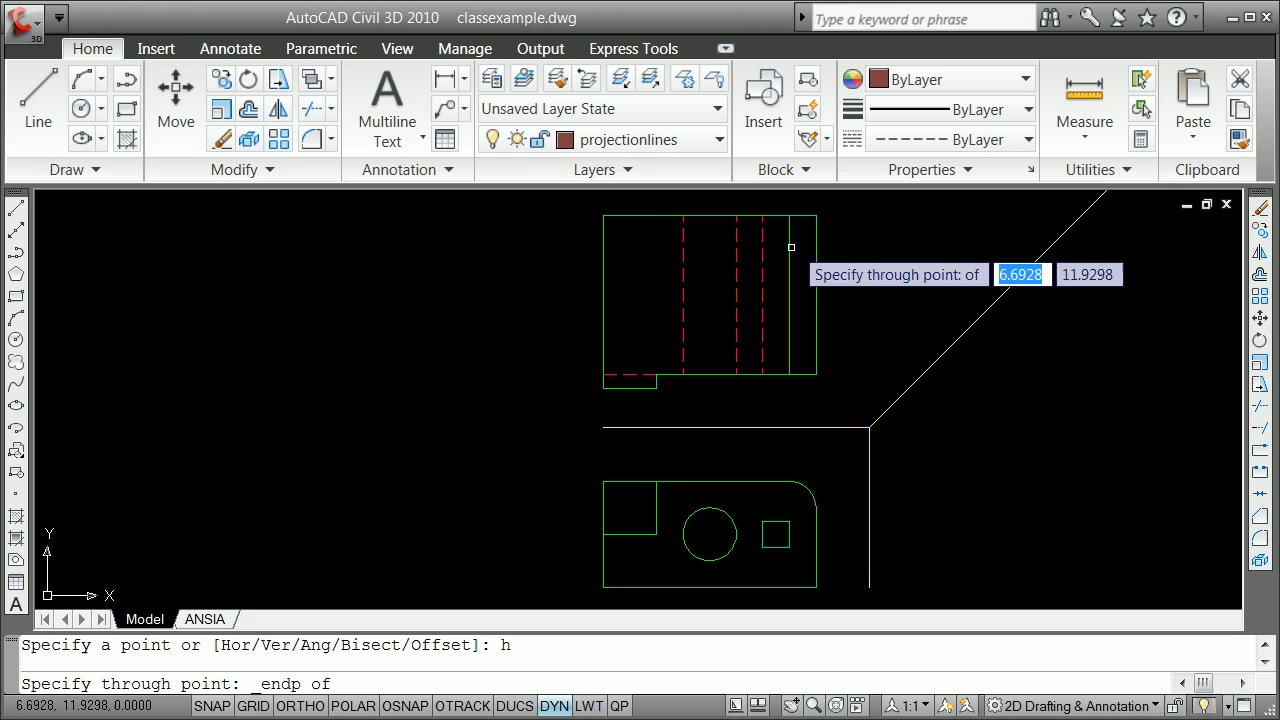 AutoCAD Civil 3D 2010 classexample.dwg
Type a keyword or phrase
3D
Home Insert Annotate Parametric View Manage Output Express Tools
ByLayer
Unsaved Layer State
ByLayer
Line Move Multiline Text Insert Measure Paste
projectionlines
ByLayer
Draw Modify Annotation Layers Block Properties Utilities Clipboard
Specify through point: of 6.6928 11.9298
Y
X
A
Model ANSIA
Specify a point or [Hor/Ver/Ang/Bisect/Offset]: h
Specify through point: _endp of
6.6928, 11.9298, 0.0000 SNAP GRID ORTHO POLAR OSNAP OTRACK DUCS DYN LWT QP 1:1 2D Drafting & Annotation